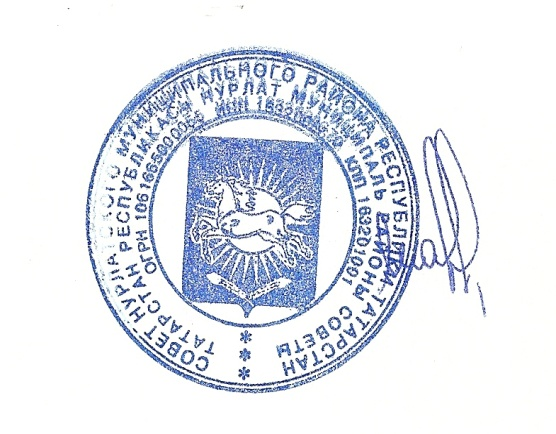 СОВЕТ НУРЛАТСКОГО МУНИЦИПАЛЬНОГО РАЙОНА РЕСПУБЛИКИ ТАТАРСТАН
ТАТАРСТАН РЕСПУБЛИКАСЫ НУРЛАТ МУНИЦИПАЛЬ РАЙОНЫ СОВЕТЫ
ОГРН ИНН КПП 163201001
* * *